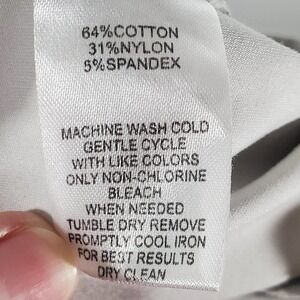 64%COTTON
31%NYLON
5%SPANDEX
MACHINE WASH COLD
GENTLE CYCLE
WITH LIKE COLORS
ONLY NON-CHLORINE
BLEACH
WHEN NEEDED
TUMBLE DRY REMOVE
PROMPTLY COOL IRON
FOR BEST RESULTS
DRY CLEAN